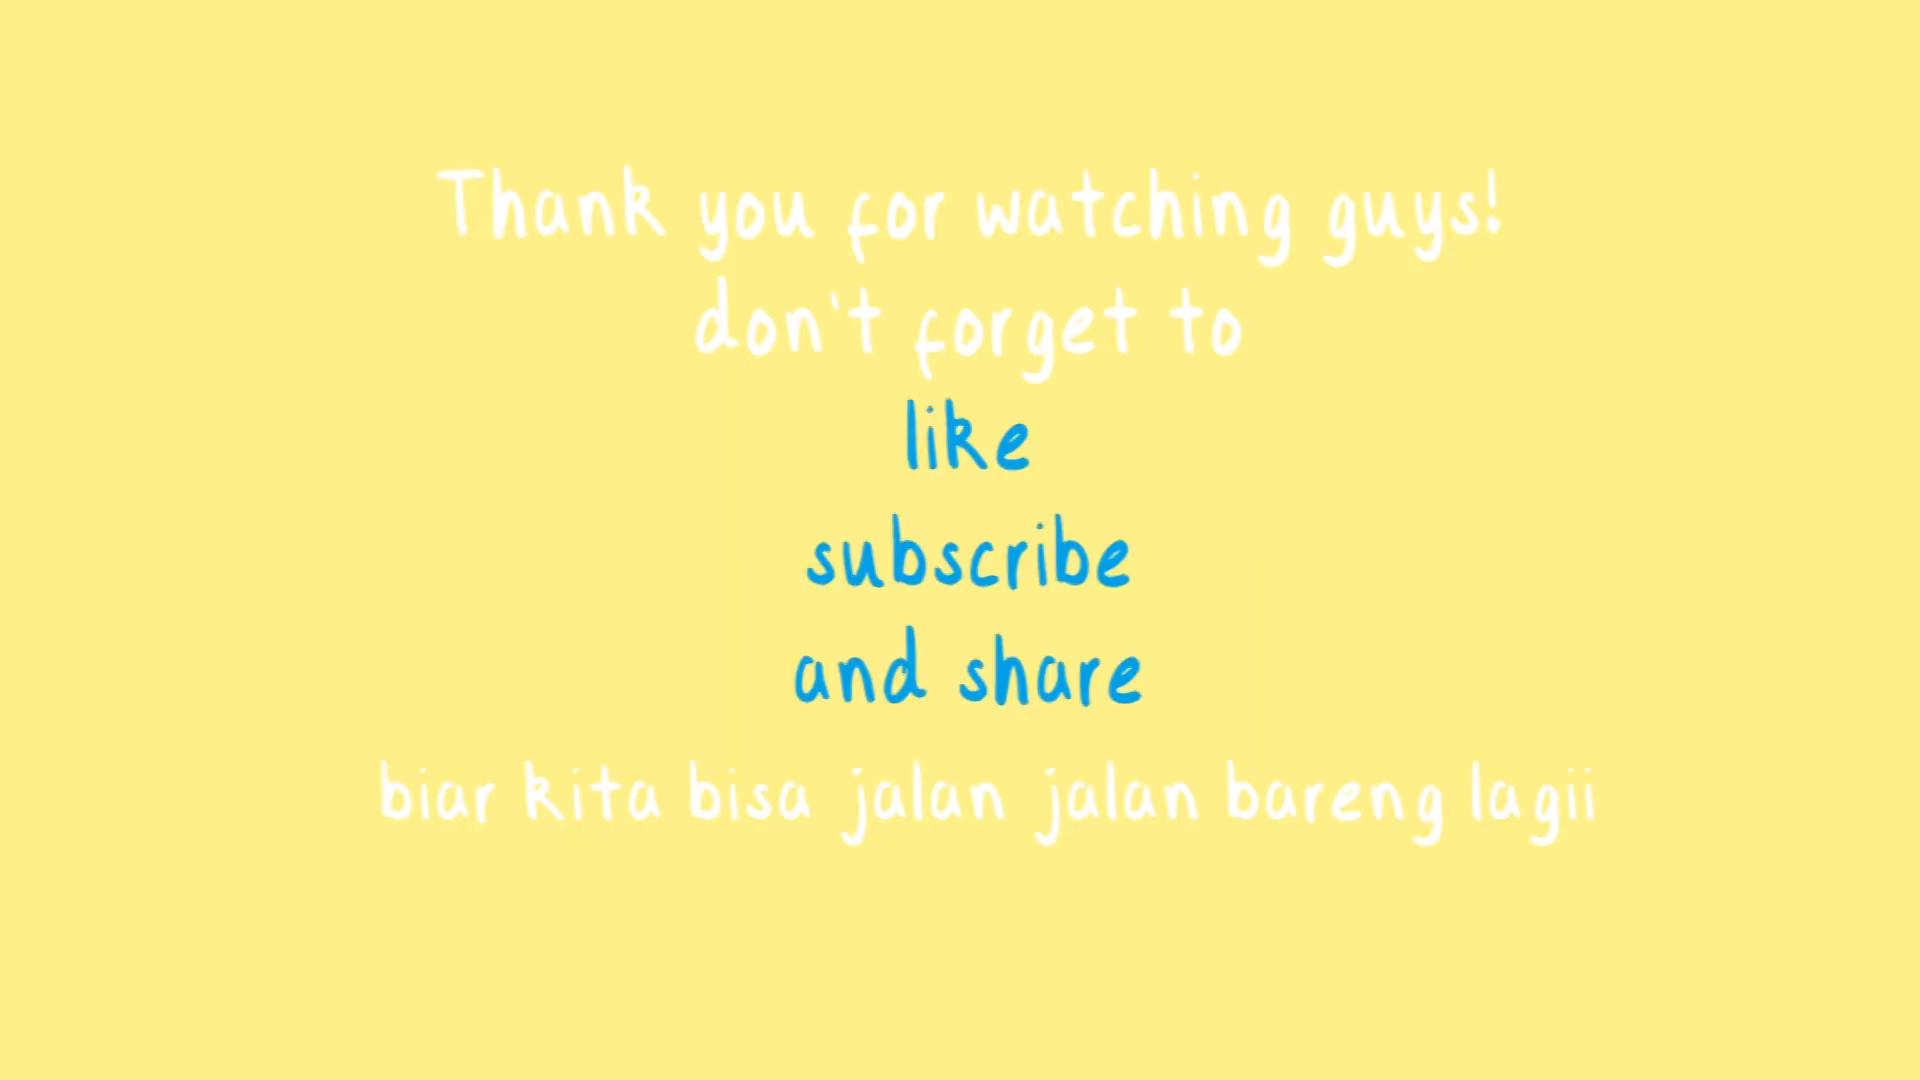 Thank you for watching guys!
don't forget to
like
subscribe
and share
biar kita bisa jalan jalan bareng lagii